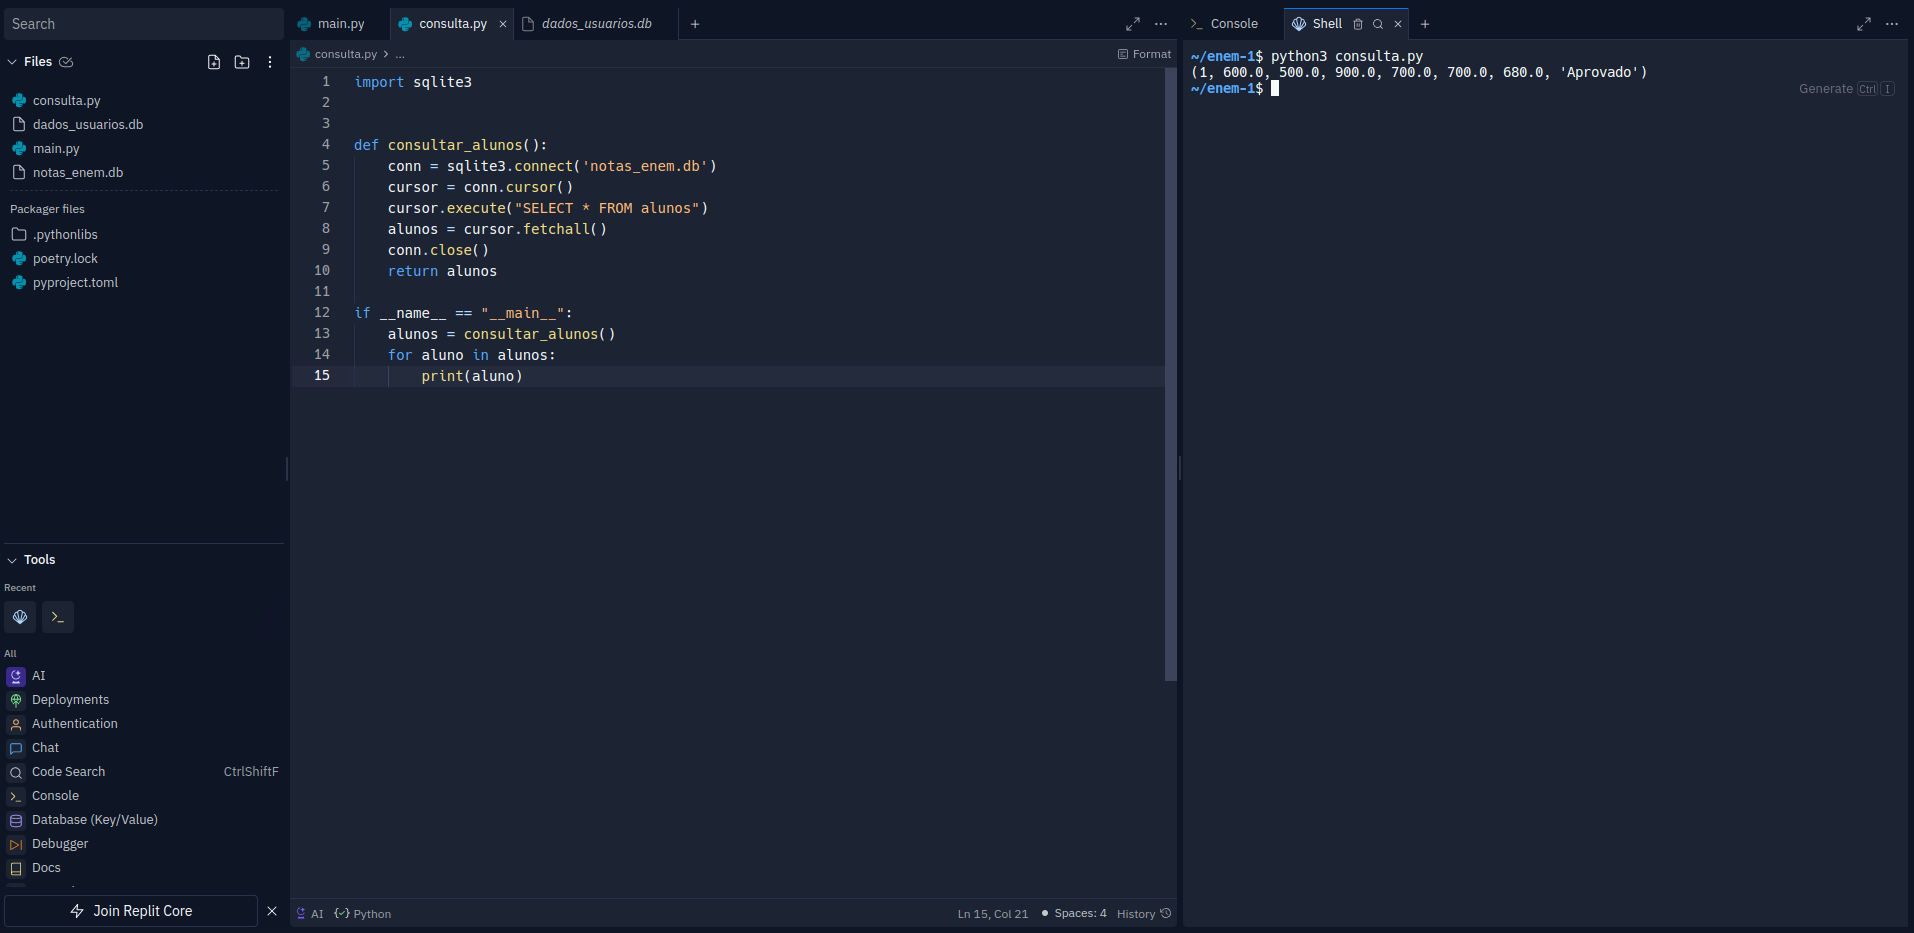 Search
Files
consulta.py
dados_usuarios.db
main.py
notas_enem.db
Packager files
.pythonlibs
poetry.lock
pyproject.toml
Tools
Recent
All
AI
Deployments
Authentication
Chat
Code Search CtrlShiftF
Console
Database (Key/Value)
Debugger
Docs
Join Replit Core
main.py consulta.py dados_usuarios.db
consulta.py > ... Format
1 import sqlite3
2
3
4 def consultar_alunos():
5     conn = sqlite3.connect('notas_enem.db')
6     cursor = conn.cursor()
7     cursor.execute("SELECT * FROM alunos")
8     alunos = cursor.fetchall()
9     conn.close()
10     return alunos
11
12 if __name__ == "__main__":
13     alunos = consultar_alunos()
14     for aluno in alunos:
15         print(aluno)
AI Python Ln 15, Col 21 Spaces: 4 History
Console Shell
~/enem-1$ python3 consulta.py
(1, 600.0, 500.0, 900.0, 700.0, 700.0, 680.0, 'Aprovado')
~/enem-1$
Generate Ctrl I